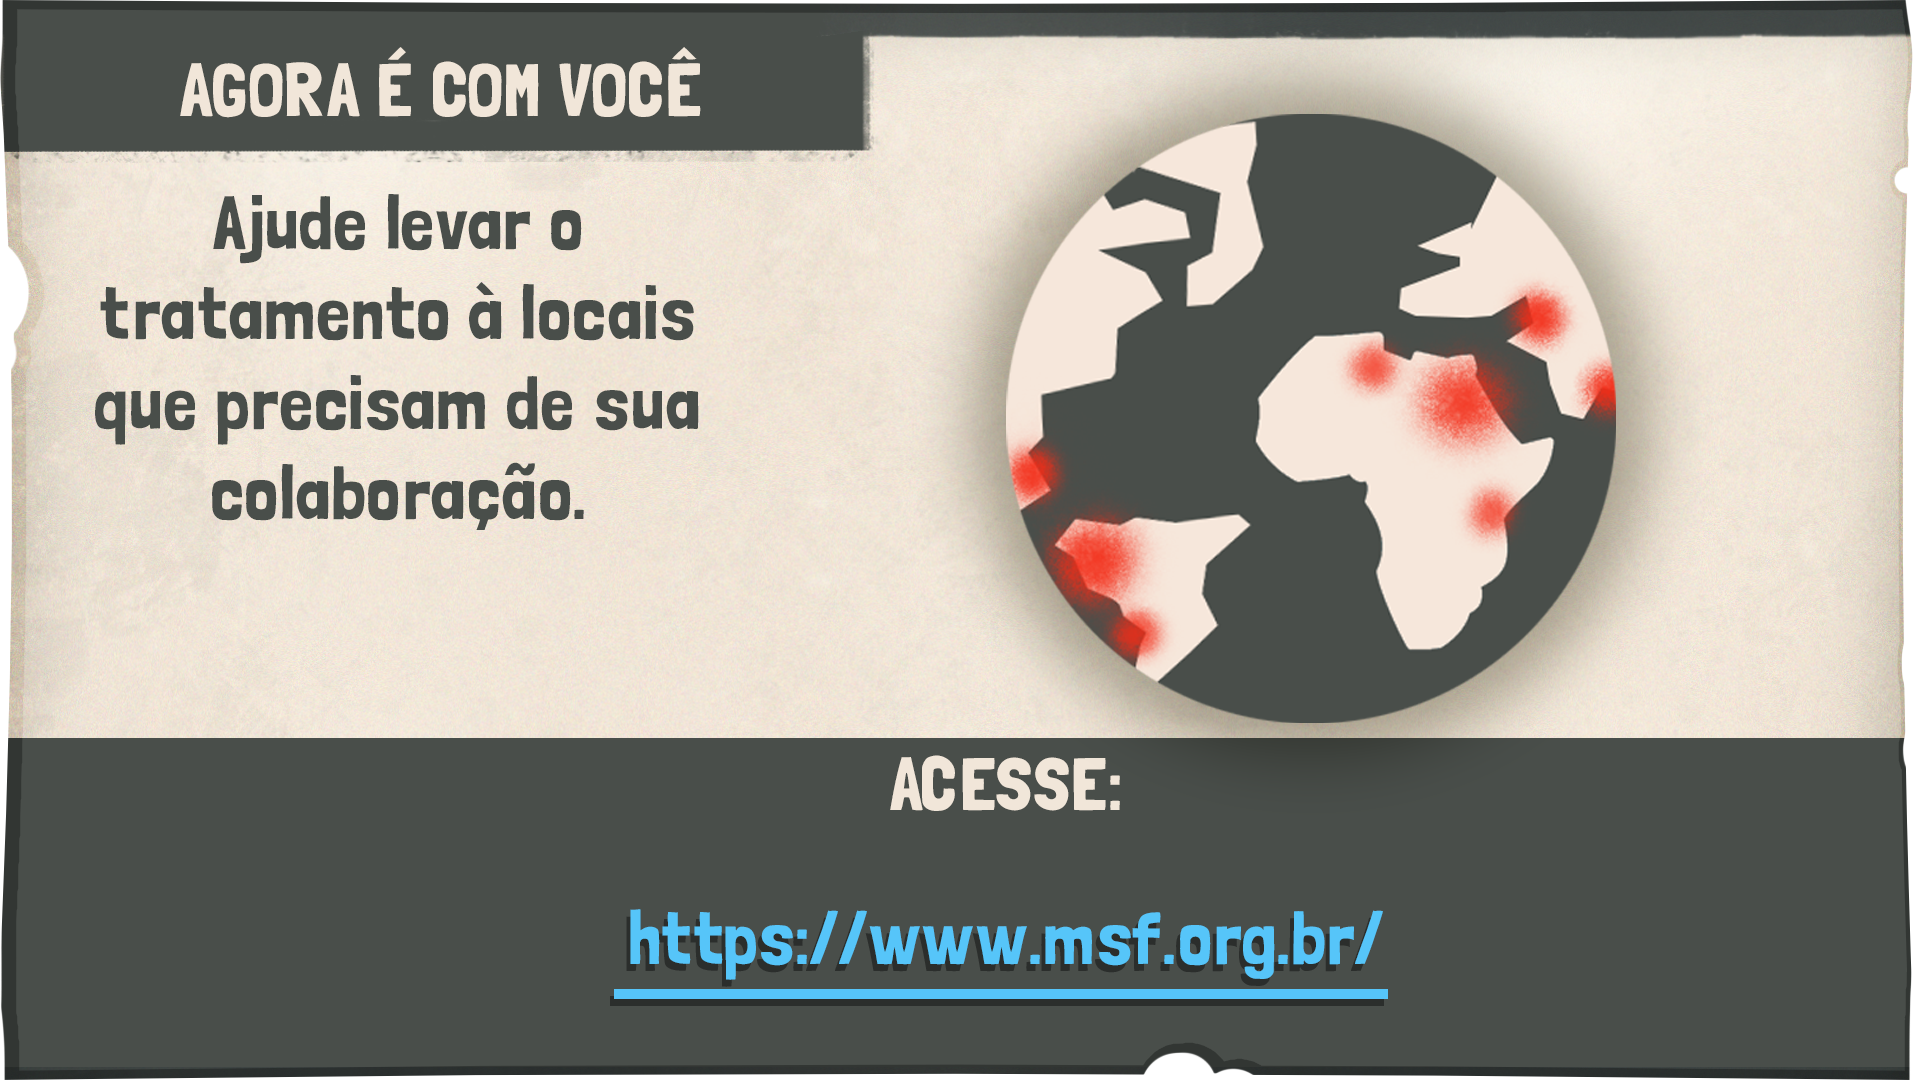 AGORA É COM VOCÊ
Ajude levar o
tratamento à locais
que precisam de sua
colaboração.
ACESSE:
https://www.msf.org.br/